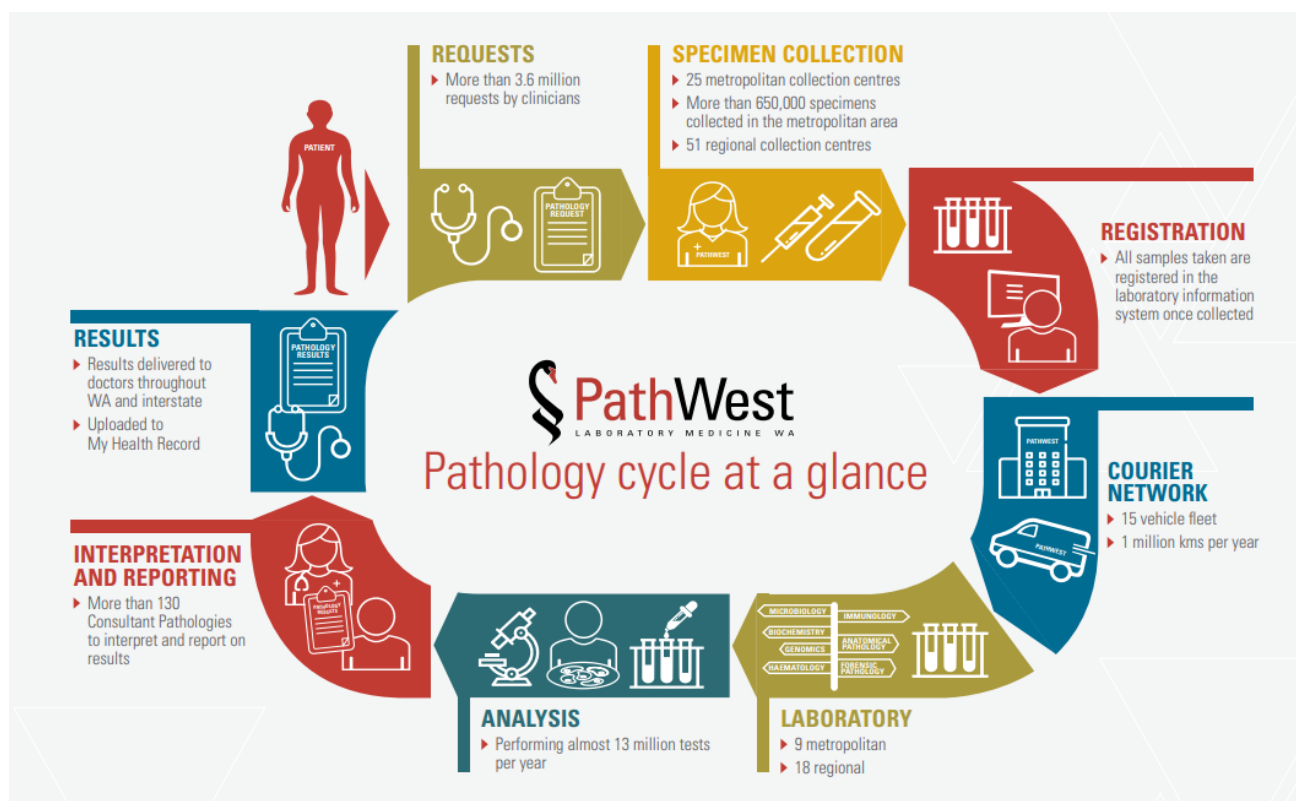 REQUESTS
More than 3.6 million
requests by clinicians
SPECIMEN COLLECTION
25 metropolitan collection centres
More than 650,000 specimens
collected in the metropolitan area
51 regional collection centres
PATIENT
PATHOLOGY
REQUEST
PATHWEST
REGISTRATION
All samples taken are
registered in the
laboratory information
system once collected
RESULTS
Results delivered to
doctors throughout
WA and interstate
Uploaded to
My Health Record
PATHOLOGY
RESULTS
PathWest
LABORATORY MEDICINE WA
Pathology cycle at a glance
PATHWEST
COURIER
NETWORK
15 vehicle fleet
1 million kms per year
PATHWEST
INTERPRETATION
AND REPORTING
More than 130
Consultant Pathologies
to interpret and report on
results
PATHOLOGY
RESULTS
MICROBIOLOGY
IMMUNOLOGY
BIOCHEMISTRY
ANATOMICAL
PATHOLOGY
GENOMICS
HAEMATOLOGY
FORENSIC
PATHOLOGY
ANALYSIS
Performing almost 13 million tests
per year
LABORATORY
9 metropolitan
18 regional